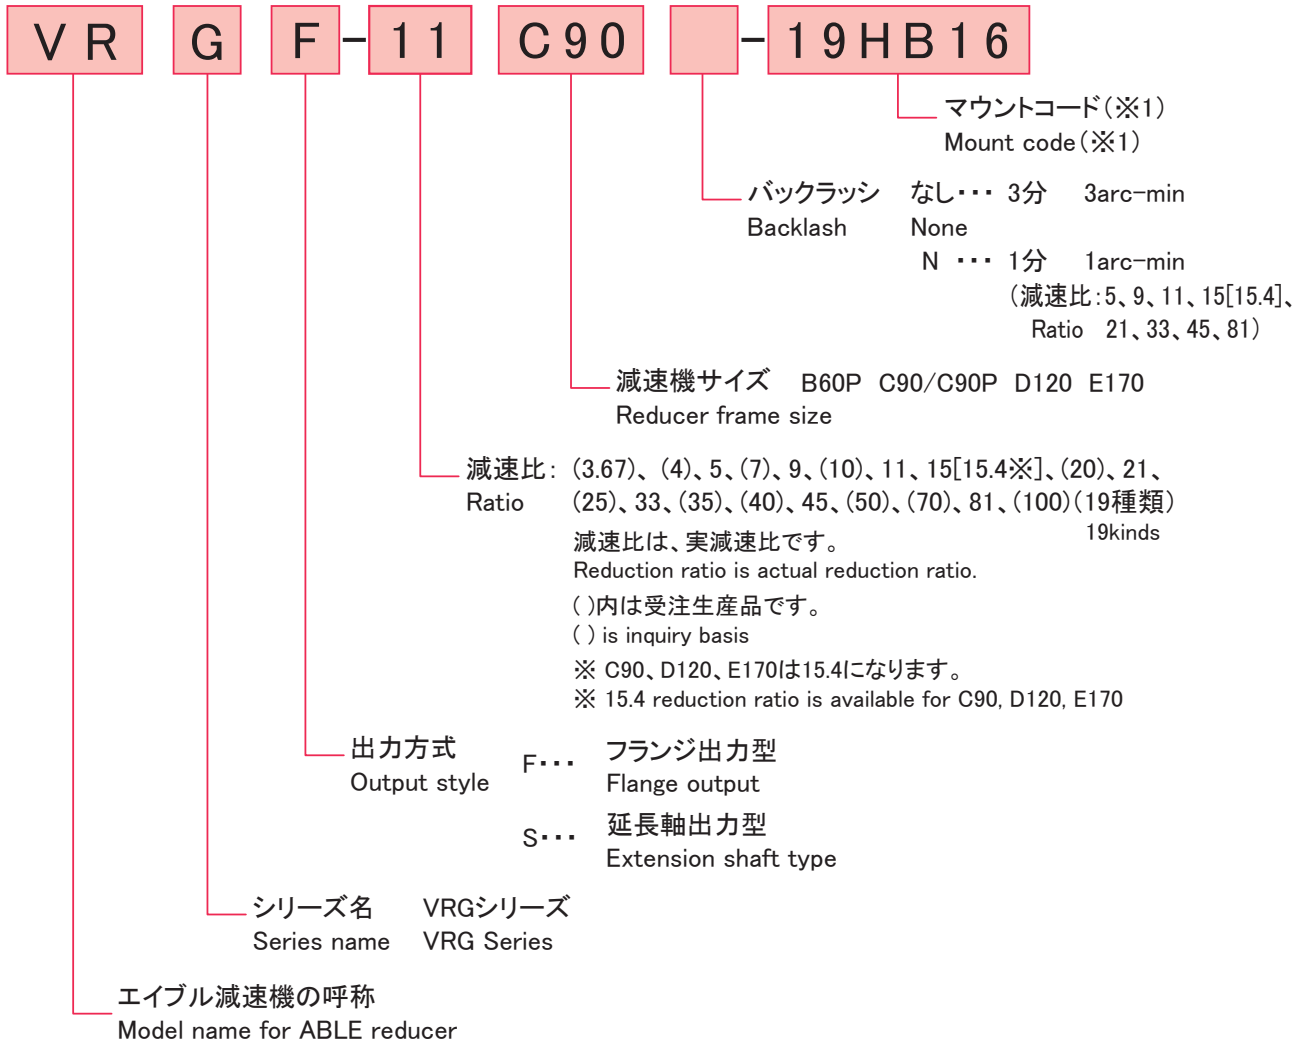 VR G F-11 C90 -19HB16
マウントコード(※1)
Mount code(※1)
バックラッシ なし・・・ 3分 3arc-min
Backlash None
N ・・・ 1分 1arc-min
(減速比:5、9、11、15[15.4]、
Ratio 21、33、45、81)
減速機サイズ B60P C90/C90P D120 E170
Reducer frame size
減速比: (3.67)、(4)、5、(7)、9、(10)、11、15[15.4※]、(20)、21、
Ratio (25)、33、(35)、(40)、45、(50)、(70)、81、(100)(19種類)
19kinds
減速比は、実減速比です。
Reduction ratio is actual reduction ratio.
( )内は受注生産品です。
( ) is inquiry basis
※ C90、D120、E170は15.4になります。
※ 15.4 reduction ratio is available for C90, D120, E170
出力方式 F・・・ フランジ出力型
Output style Flange output
S・・・ 延長軸出力型
Extension shaft type
シリーズ名 VRGシリーズ
Series name VRG Series
エイブル減速機の呼称
Model name for ABLE reducer